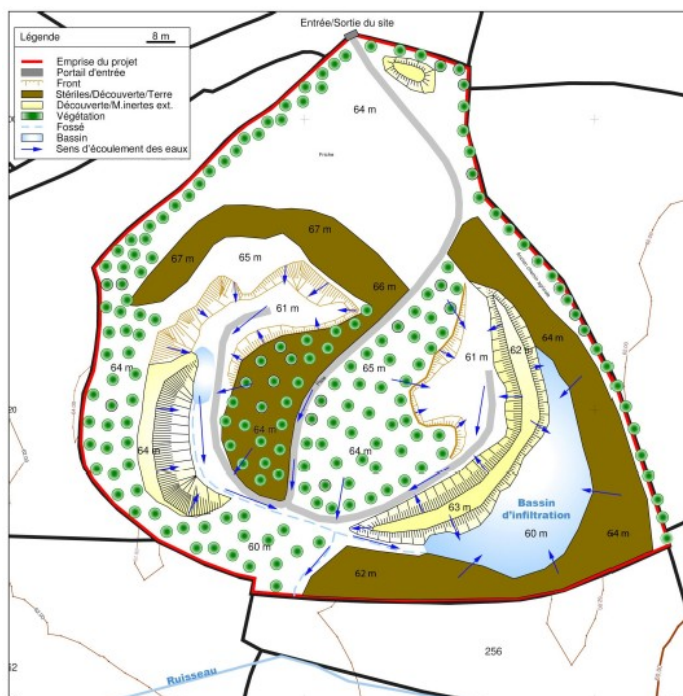 Entrée/Sortie du site
Légende
8 m
Emprise du projet
Portail d'entrée
Front
Stériles/Découverte/Terre
Découverte/M.inertes ext.
Végétation
Fossé
Bassin
Sens d'écoulement des eaux
64 m
Friche
67 m
67 m
65 m
66 m
61 m
64 m
62 m
61 m
64 m
65 m
64 m
64 m
64 m
63 m
Bassin
d'infiltration
60 m
64 m
60 m
62 m
256
Ruisseau